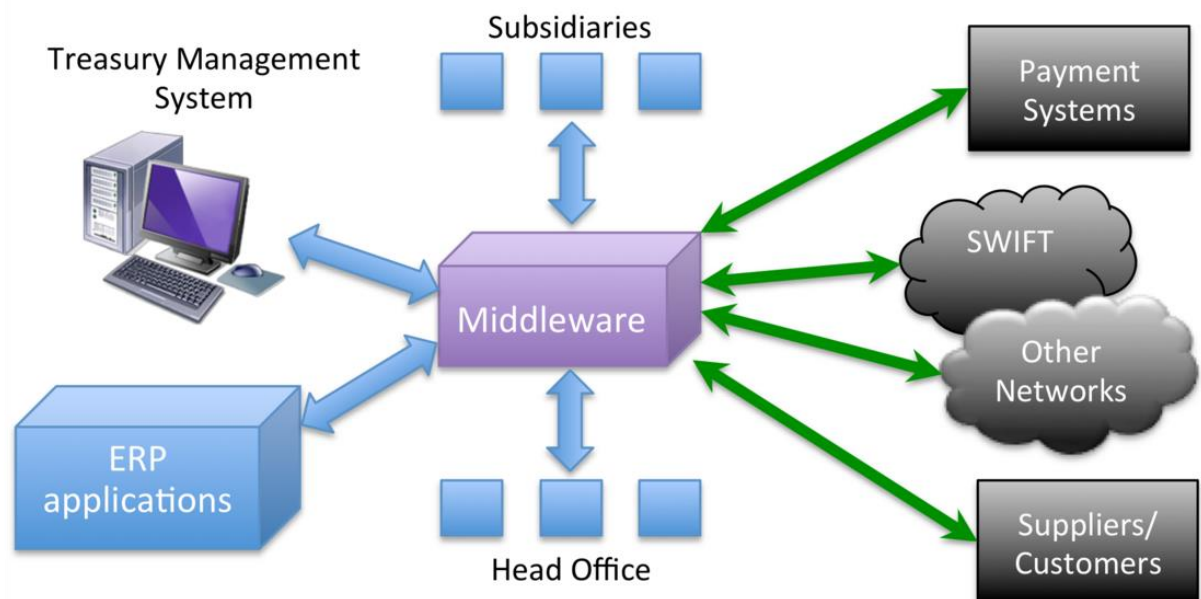 Subsidiaries
Treasury Management
System
Payment
Systems
SWIFT
Middleware
Other
Networks
ERP
applications
Suppliers/
Customers
Head Office